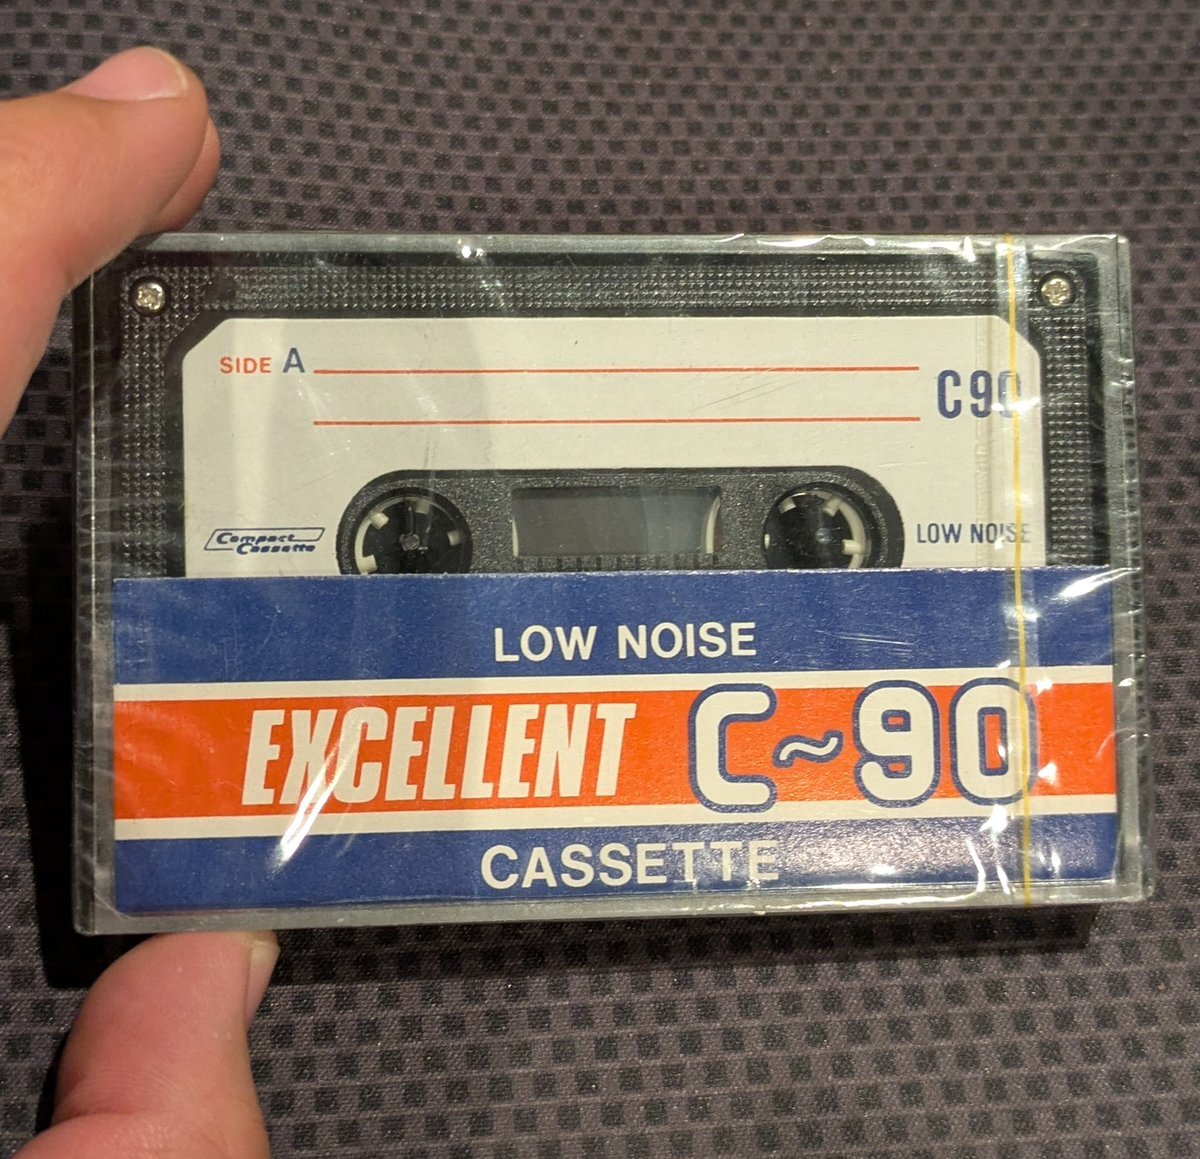 SIDE A
C90
Compact
Cassette
LOW NOISE
LOW NOISE
EXCELLENT C~90
CASSETTE